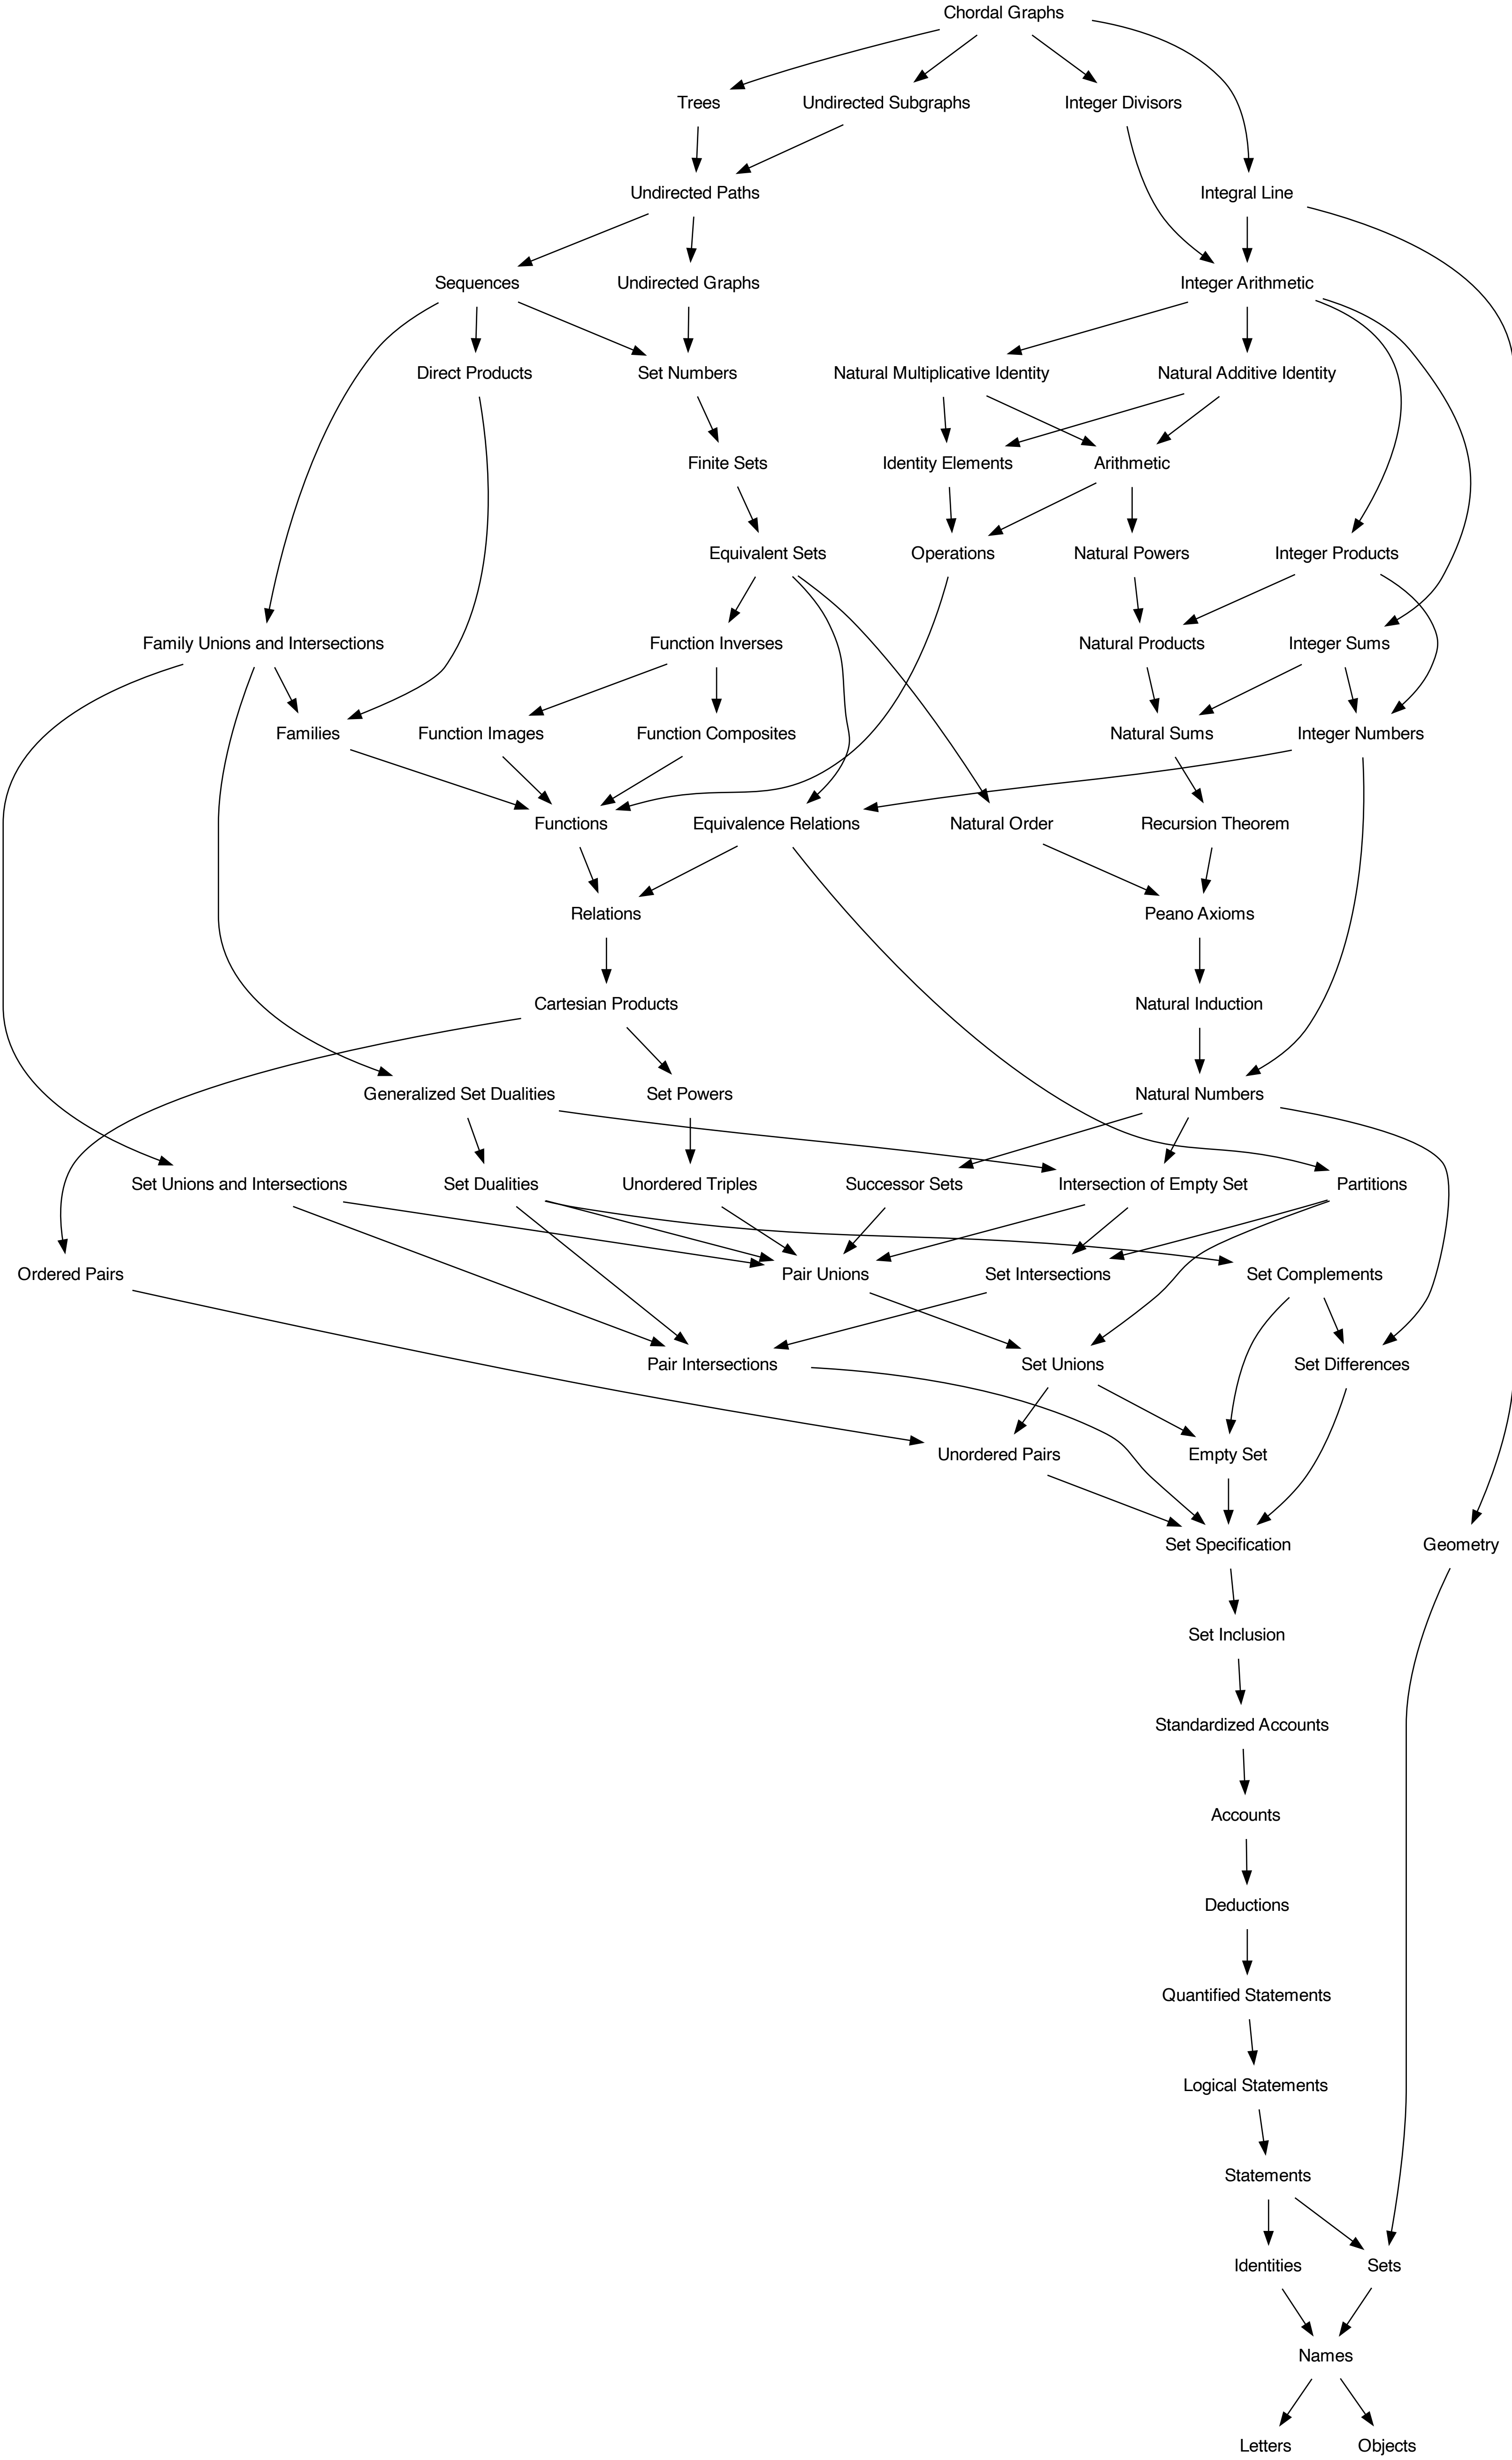 Chordal Graphs
Trees
Undirected Subgraphs
Integer Divisors
Undirected Paths
Integral Line
Sequences
Undirected Graphs
Integer Arithmetic
Direct Products
Set Numbers
Natural Multiplicative Identity
Natural Additive Identity
Finite Sets
Identity Elements
Arithmetic
Equivalent Sets
Operations
Natural Powers
Integer Products
Family Unions and Intersections
Function Inverses
Natural Products
Integer Sums
Families
Function Images
Function Composites
Natural Sums
Integer Numbers
Functions
Equivalence Relations
Natural Order
Recursion Theorem
Relations
Peano Axioms
Cartesian Products
Natural Induction
Generalized Set Dualities
Set Powers
Natural Numbers
Set Unions and Intersections
Set Dualities
Unordered Triples
Successor Sets
Intersection of Empty Set
Partitions
Ordered Pairs
Pair Unions
Set Intersections
Set Complements
Pair Intersections
Set Unions
Set Differences
Unordered Pairs
Empty Set
Set Specification
Geometry
Set Inclusion
Standardized Accounts
Accounts
Deductions
Quantified Statements
Logical Statements
Statements
Identities
Sets
Names
Letters
Objects